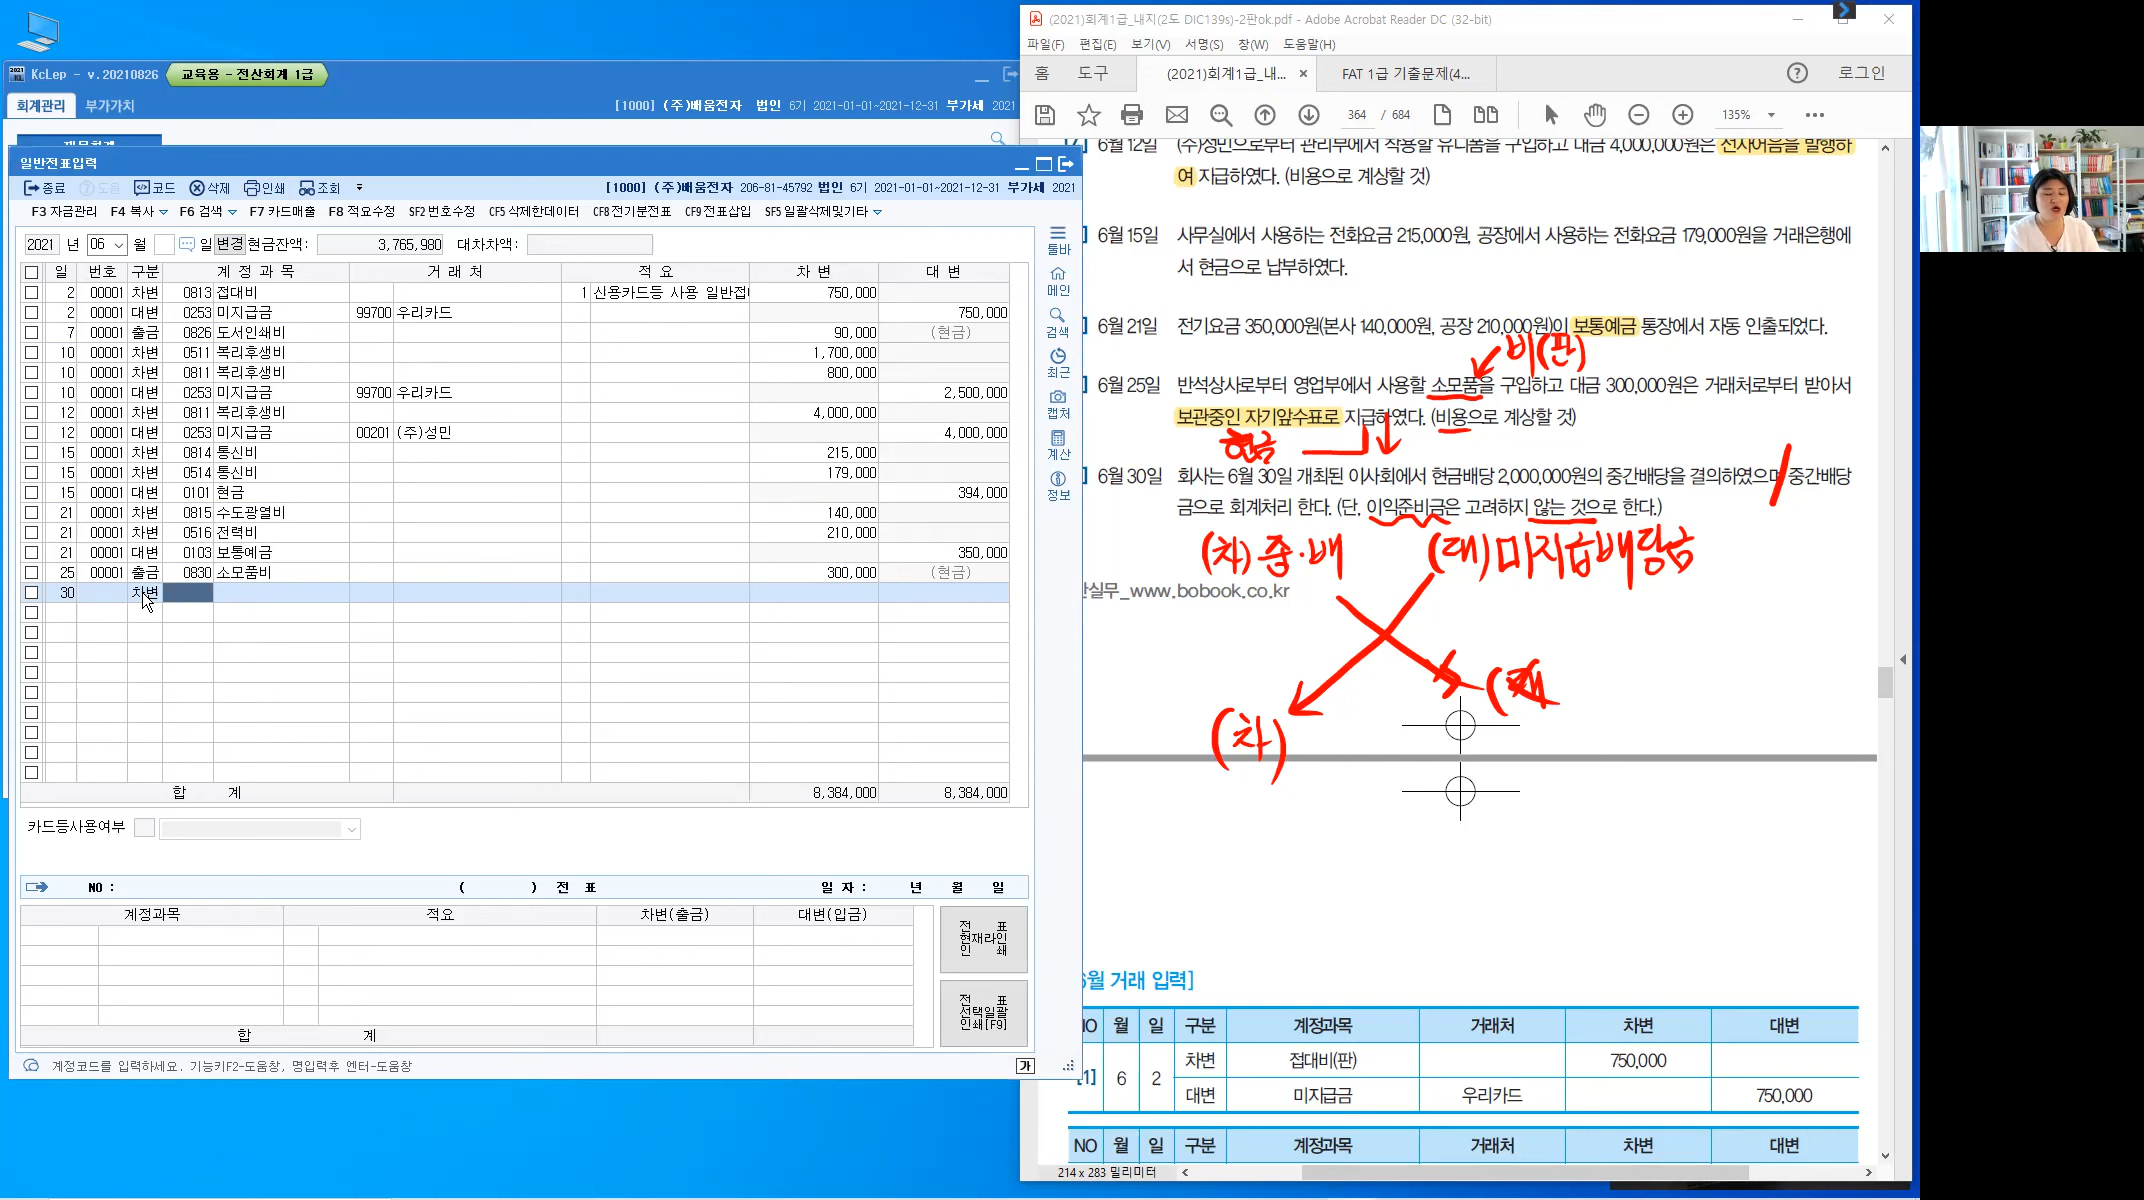 KcLep - v.20210826
교육용 - 전산회계 1급
회계관리
부가가치
[1000] (주)배움전자 법인 6기 2021-01-01~2021-12-31 부가세 2021
일반전표입력
종료 도움 코드 삭제 인쇄 조회
[1000] (주)배움전자 206-81-45792 법인 6기 2021-01-01~2021-12-31 부가세 2021
F3 자금관리 F4 복사 F6 검색 F7 카드매출 F8 적요수정 SF2 번호수정 CF5 삭제한데이터 CF8전기분전표 CF9전표삽입 SF5 일괄삭제및기타
2021 년 06 월 일 변경 현금잔액: 3,765,980 대차차액:
일 번호 구분 계 정 과 목 거 래 처 적 요 차 변 대 변
2 00001 차변 0813 접대비 1 신용카드등 사용 일반접 750,000
2 00001 대변 0253 미지급금 99700 우리카드 750,000
7 00001 출금 0826 도서인쇄비 90,000 (현금)
10 00001 차변 0511 복리후생비 1,700,000
10 00001 차변 0811 복리후생비 800,000
10 00001 대변 0253 미지급금 99700 우리카드 2,500,000
12 00001 차변 0811 복리후생비 4,000,000
12 00001 대변 0253 미지급금 00201 (주)성민 4,000,000
15 00001 차변 0814 통신비 215,000
15 00001 차변 0514 통신비 179,000
15 00001 대변 0101 현금 394,000
21 00001 차변 0815 수도광열비 140,000
21 00001 차변 0516 전력비 210,000
21 00001 대변 0103 보통예금 350,000
25 00001 출금 0830 소모품비 300,000 (현금)
30 차변
합 계 8,384,000 8,384,000
카드등사용여부
NO : ( ) 전 표 일 자 : 년 월 일
계정과목 적요 차변(출금) 대변(입금)
합 계
전 표
현재라인
인 쇄
전 표
선택일괄
인쇄[F9]
계정코드를 입력하세요. 기능키F2-도움창, 명입력후 엔터-도움창
가
툴바
메인
검색
최근
캡처
계산
정보
(2021)회계1급_내지(2도 DIC139s)-2판ok.pdf - Adobe Acrobat Reader DC (32-bit)
파일(F) 편집(E) 보기(V) 서명(S) 창(W) 도움말(H)
홈 도구 (2021)회계1급_내... × FAT 1급 기출문제(4... 로그인
364 / 684 135%
6월 12일 (주)성민으로부터 관리부에서 착용할 유니폼을 구입하고 대금 4,000,000원은 전자어음을 발행하
여 지급하였다. (비용으로 계상할 것)
6월 15일 사무실에서 사용하는 전화요금 215,000원, 공장에서 사용하는 전화요금 179,000원을 거래은행에
서 현금으로 납부하였다.
6월 21일 전기요금 350,000원(본사 140,000원, 공장 210,000원)이 보통예금 통장에서 자동 인출되었다.
비(판)
6월 25일 반석상사로부터 영업부에서 사용할 소모품을 구입하고 대금 300,000원은 거래처로부터 받아서
보관중인 자기앞수표로 지급하였다. (비용으로 계상할 것)
현금
6월 30일 회사는 6월 30일 개최된 이사회에서 현금배당 2,000,000원의 중간배당을 결의하였으며 중간배당
금으로 회계처리 한다. (단, 이익준비금은 고려하지 않는 것으로 한다.)
(차) 중·배 (대) 미지급배당금
www.bobook.co.kr
(차)
6월 거래 입력]
NO 월 일 구분 계정과목 거래처 차변 대변
[1] 6 2 차변 접대비(판) 750,000
대변 미지급금 우리카드 750,000
NO 월 일 구분 계정과목 거래처 차변 대변
214 x 283 밀리미터